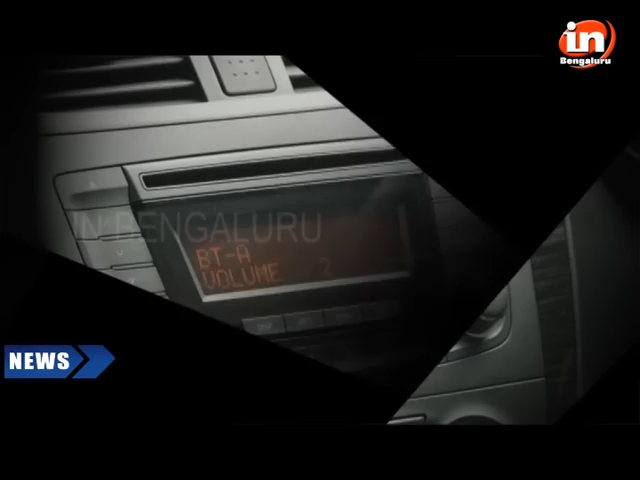 in
Bengaluru
IN BENGALURU
BT-A
VOLUME 2
NEWS